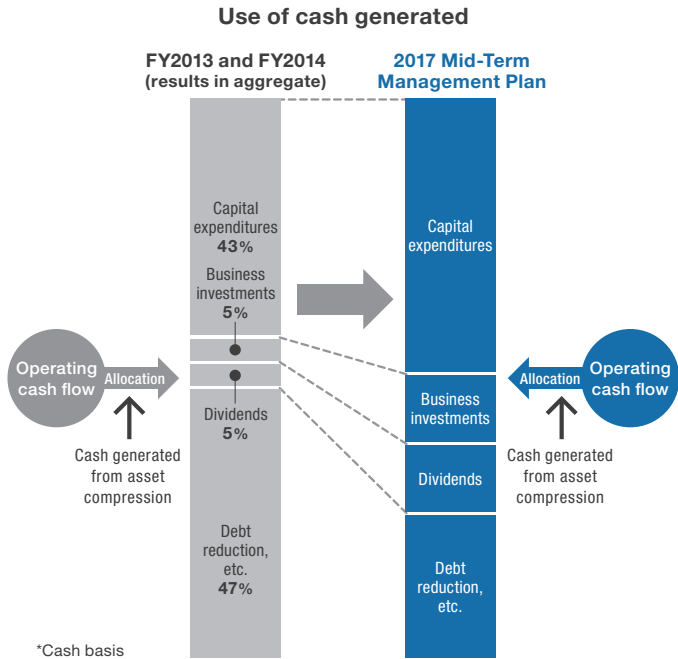 Use of cash generated
FY2013 and FY2014
(results in aggregate)
2017 Mid-Term
Management Plan
Capital
expenditures
43%
Business
investments
5%
Dividends
5%
Debt
reduction,
etc.
47%
Operating
cash flow
Allocation
Cash generated
from asset
compression
Capital
expenditures
Business
investments
Dividends
Debt
reduction,
etc.
Allocation
Operating
cash flow
Cash generated
from asset
compression
*Cash basis